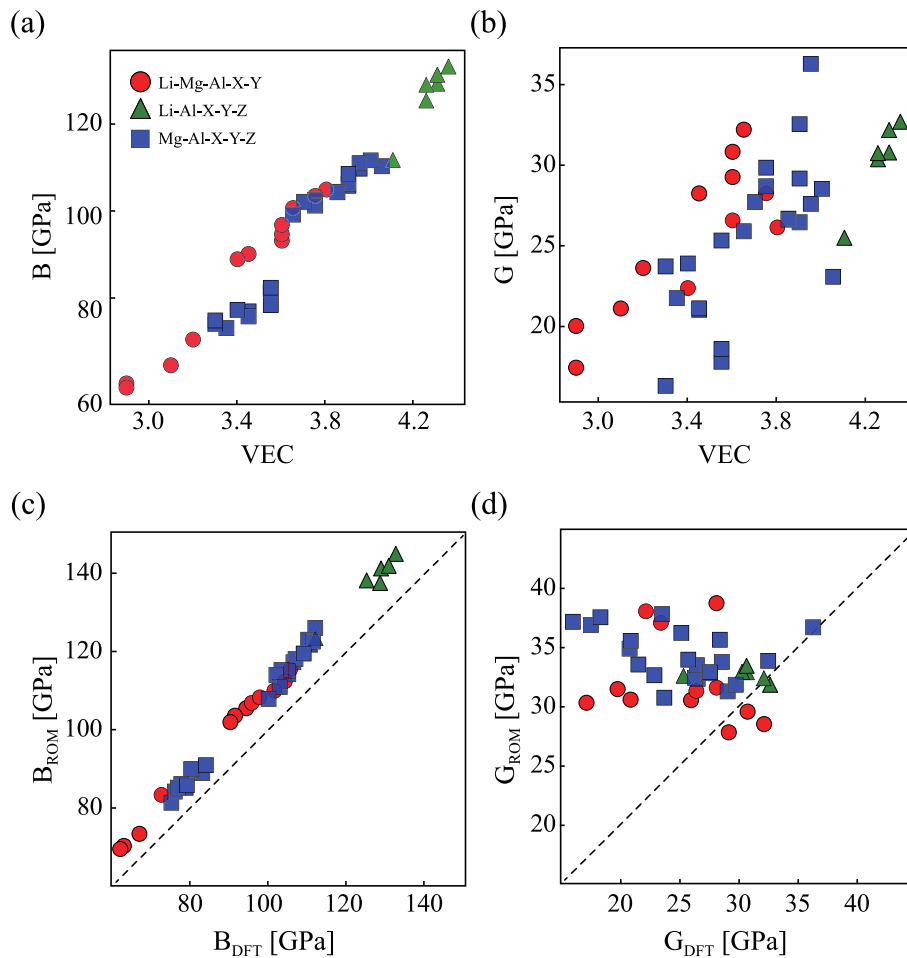 (a)
B [GPa]
120
100
80
60
3.0
3.4
3.8
4.2
VEC
Li-Mg-Al-X-Y
Li-Al-X-Y-Z
Mg-Al-X-Y-Z
(b)
G [GPa]
35
30
25
20
3.0
3.4
3.8
4.2
VEC
(c)
B_ROM [GPa]
140
120
100
80
80
100
120
140
B_DFT [GPa]
(d)
G_ROM [GPa]
40
35
30
25
20
20
25
30
35
40
G_DFT [GPa]